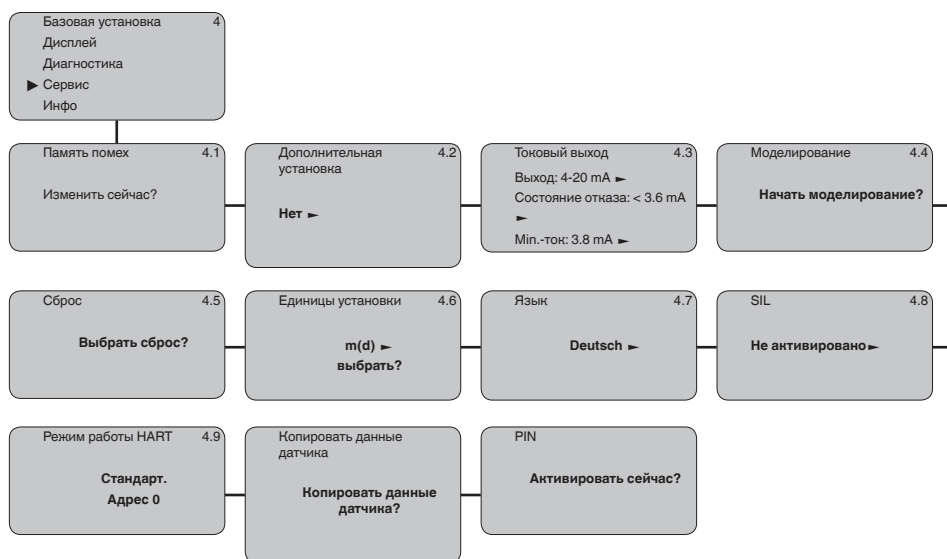 Базовая установка 4
Дисплей
Диагностика
► Сервис
Инфо
Память помех 4.1
Изменить сейчас?
Дополнительная 4.2
установка
Нет ►
Токовый выход 4.3
Выход: 4-20 mA ►
Состояние отказа: < 3.6 mA
►
Min.-ток: 3.8 mA ►
Моделирование 4.4
Начать моделирование?
Сброс 4.5
Выбрать сброс?
Единицы установки 4.6
m(d) ►
выбрать?
Язык 4.7
Deutsch ►
SIL 4.8
Не активировано ►
Режим работы HART 4.9
Стандарт.
Адрес 0
Копировать данные
датчика
Копировать данные
датчика?
PIN
Активировать сейчас?